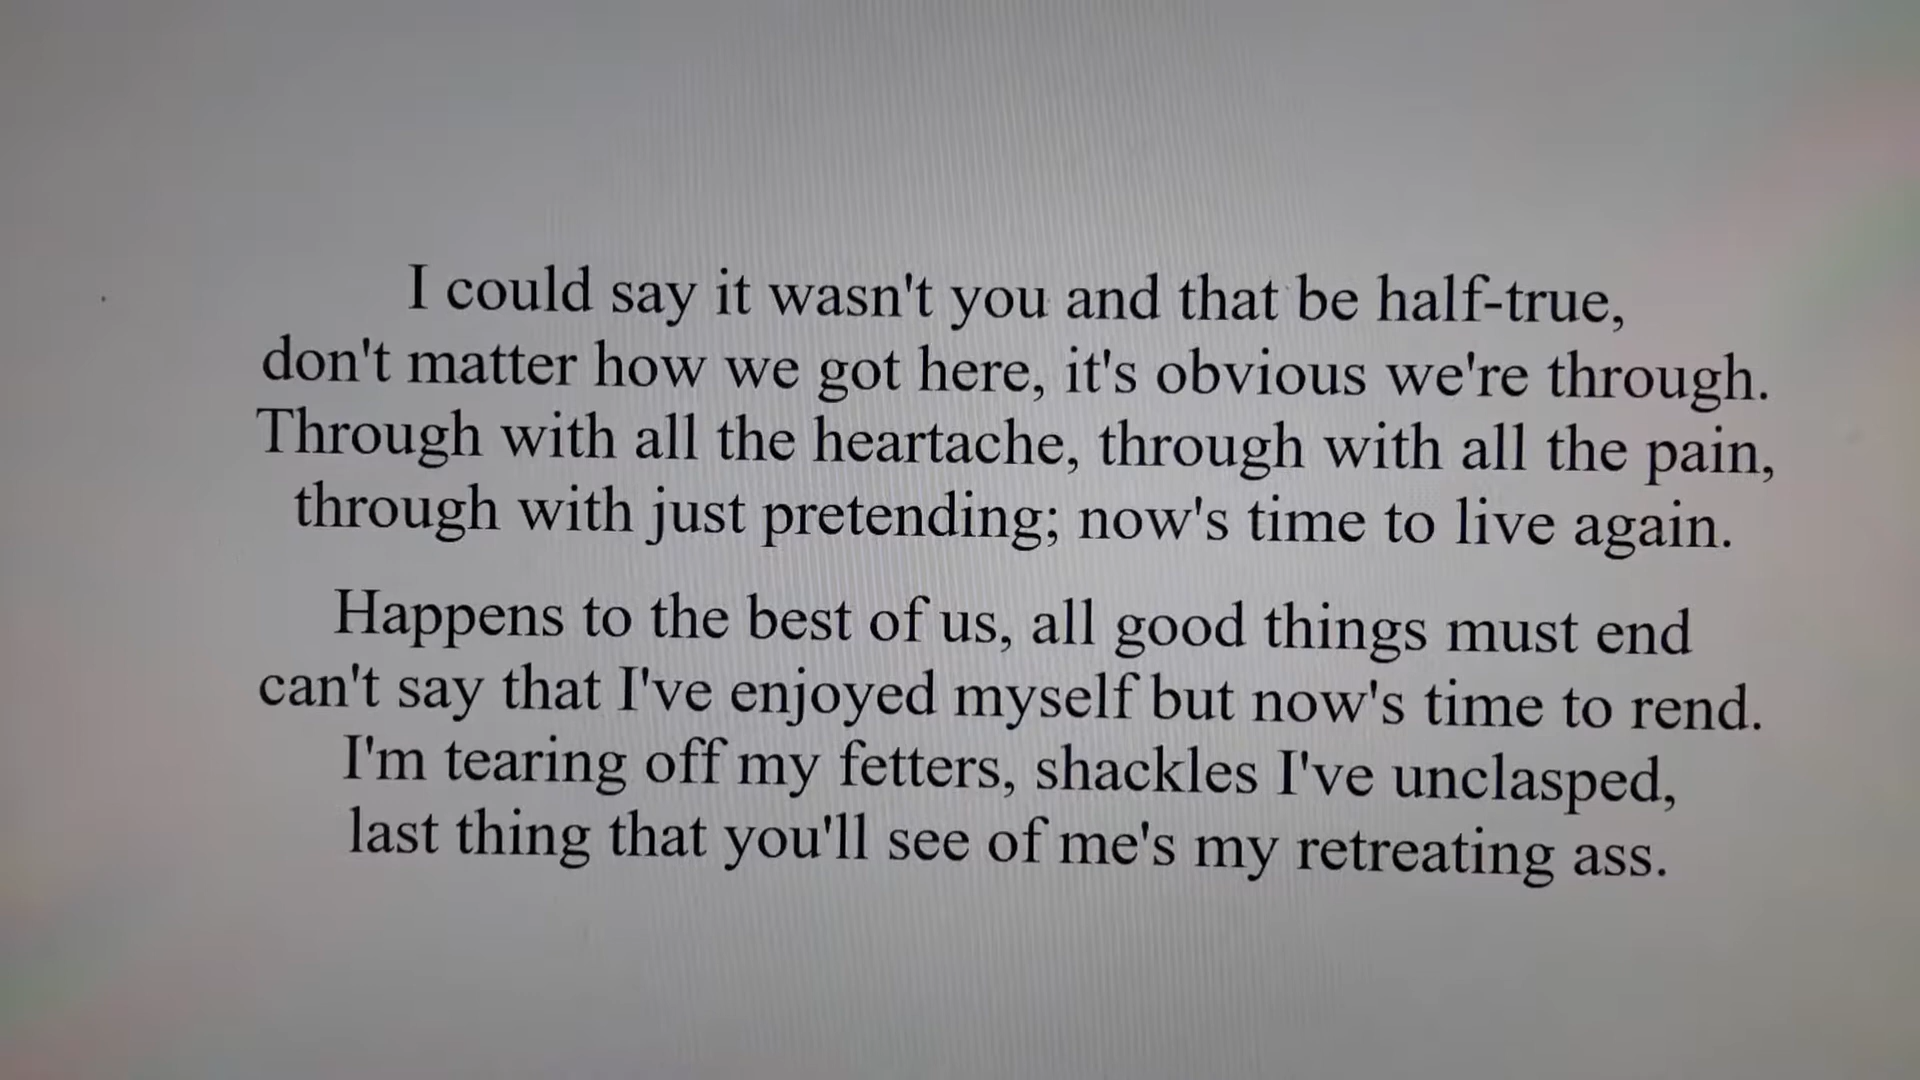 I could say it wasn't you and that be half-true,
don't matter how we got here, it's obvious we're through.
Through with all the heartache, through with all the pain,
through with just pretending; now's time to live again.
Happens to the best of us, all good things must end
can't say that I've enjoyed myself but now's time to rend.
I'm tearing off my fetters, shackles I've unclasped,
last thing that you'll see of me's my retreating ass.